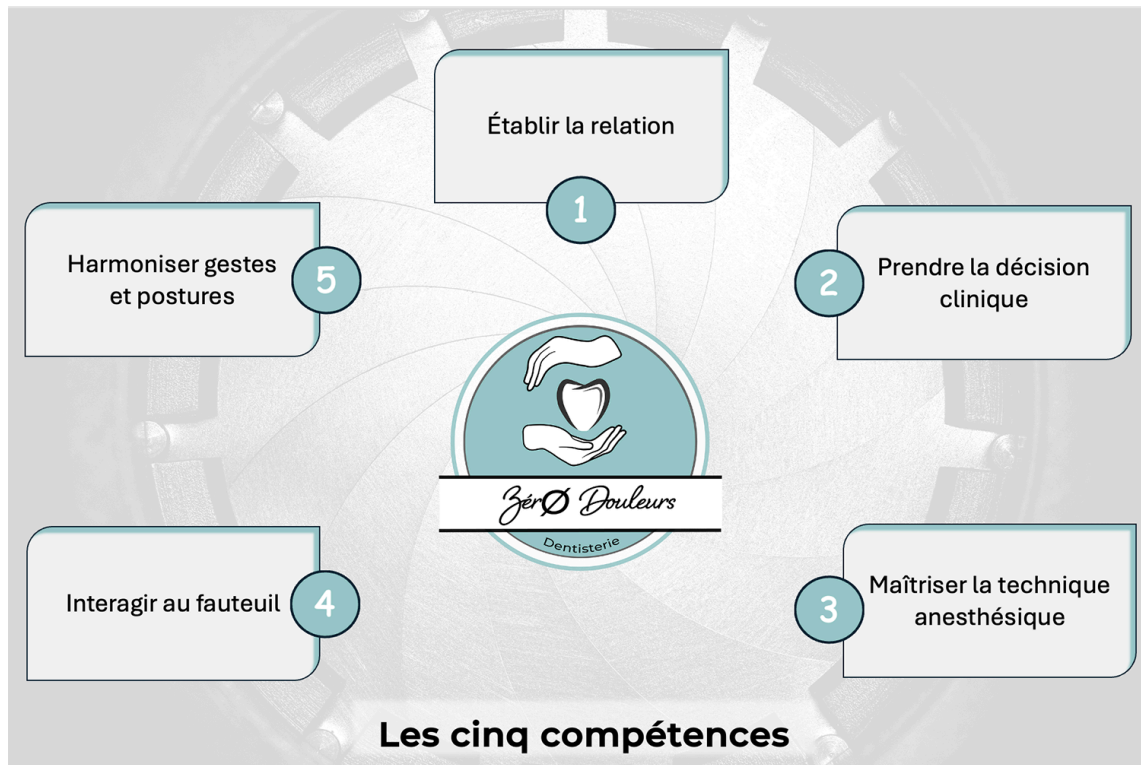 Établir la relation
1
Harmoniser gestes
et postures
5
2
Prendre la décision
clinique
ZérØ Douleurs
Dentisterie
Interagir au fauteuil
4
3
Maîtriser la technique
anesthésique
Les cinq compétences